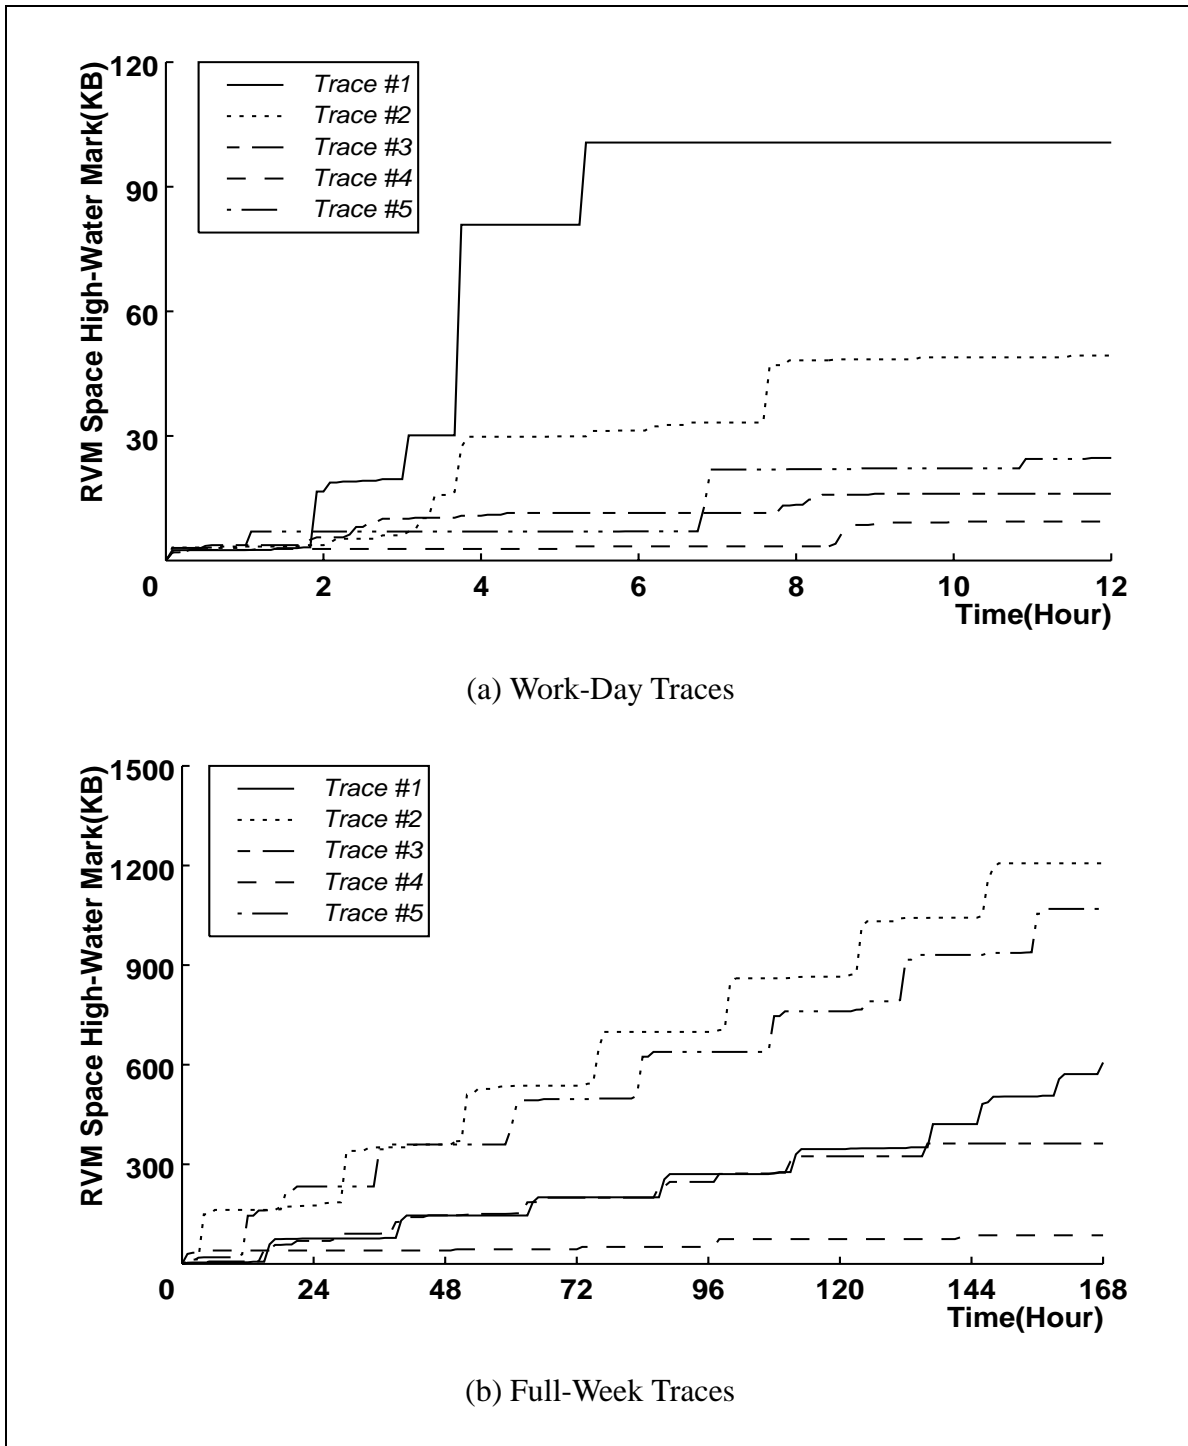 120
90
60
30
0
RVM Space High-Water Mark(KB)
Trace #1
Trace #2
Trace #3
Trace #4
Trace #5
2 4 6 8 10 12
Time(Hour)
(a) Work-Day Traces
1500
1200
900
600
300
0
RVM Space High-Water Mark(KB)
Trace #1
Trace #2
Trace #3
Trace #4
Trace #5
24 48 72 96 120 144 168
Time(Hour)
(b) Full-Week Traces